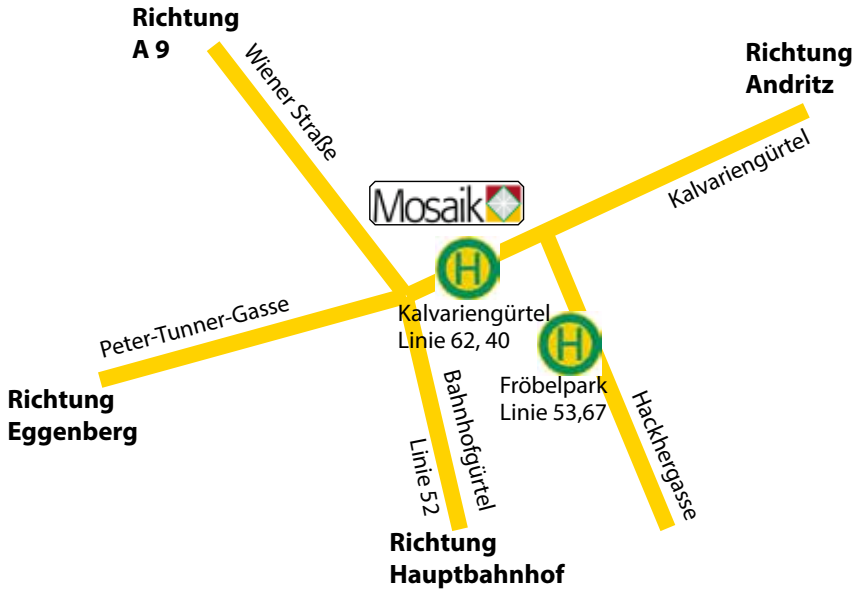 Richtung
A 9
Wiener Straße
Richtung
Andritz
Kalvariengürtel
Mosaik
H
Kalvariengürtel
Linie 62, 40
H
Fröbelpark
Linie 53,67
Peter-Tunner-Gasse
Richtung
Eggenberg
Bahnhofgürtel
Linie 52
Hackhergasse
Richtung
Hauptbahnhof